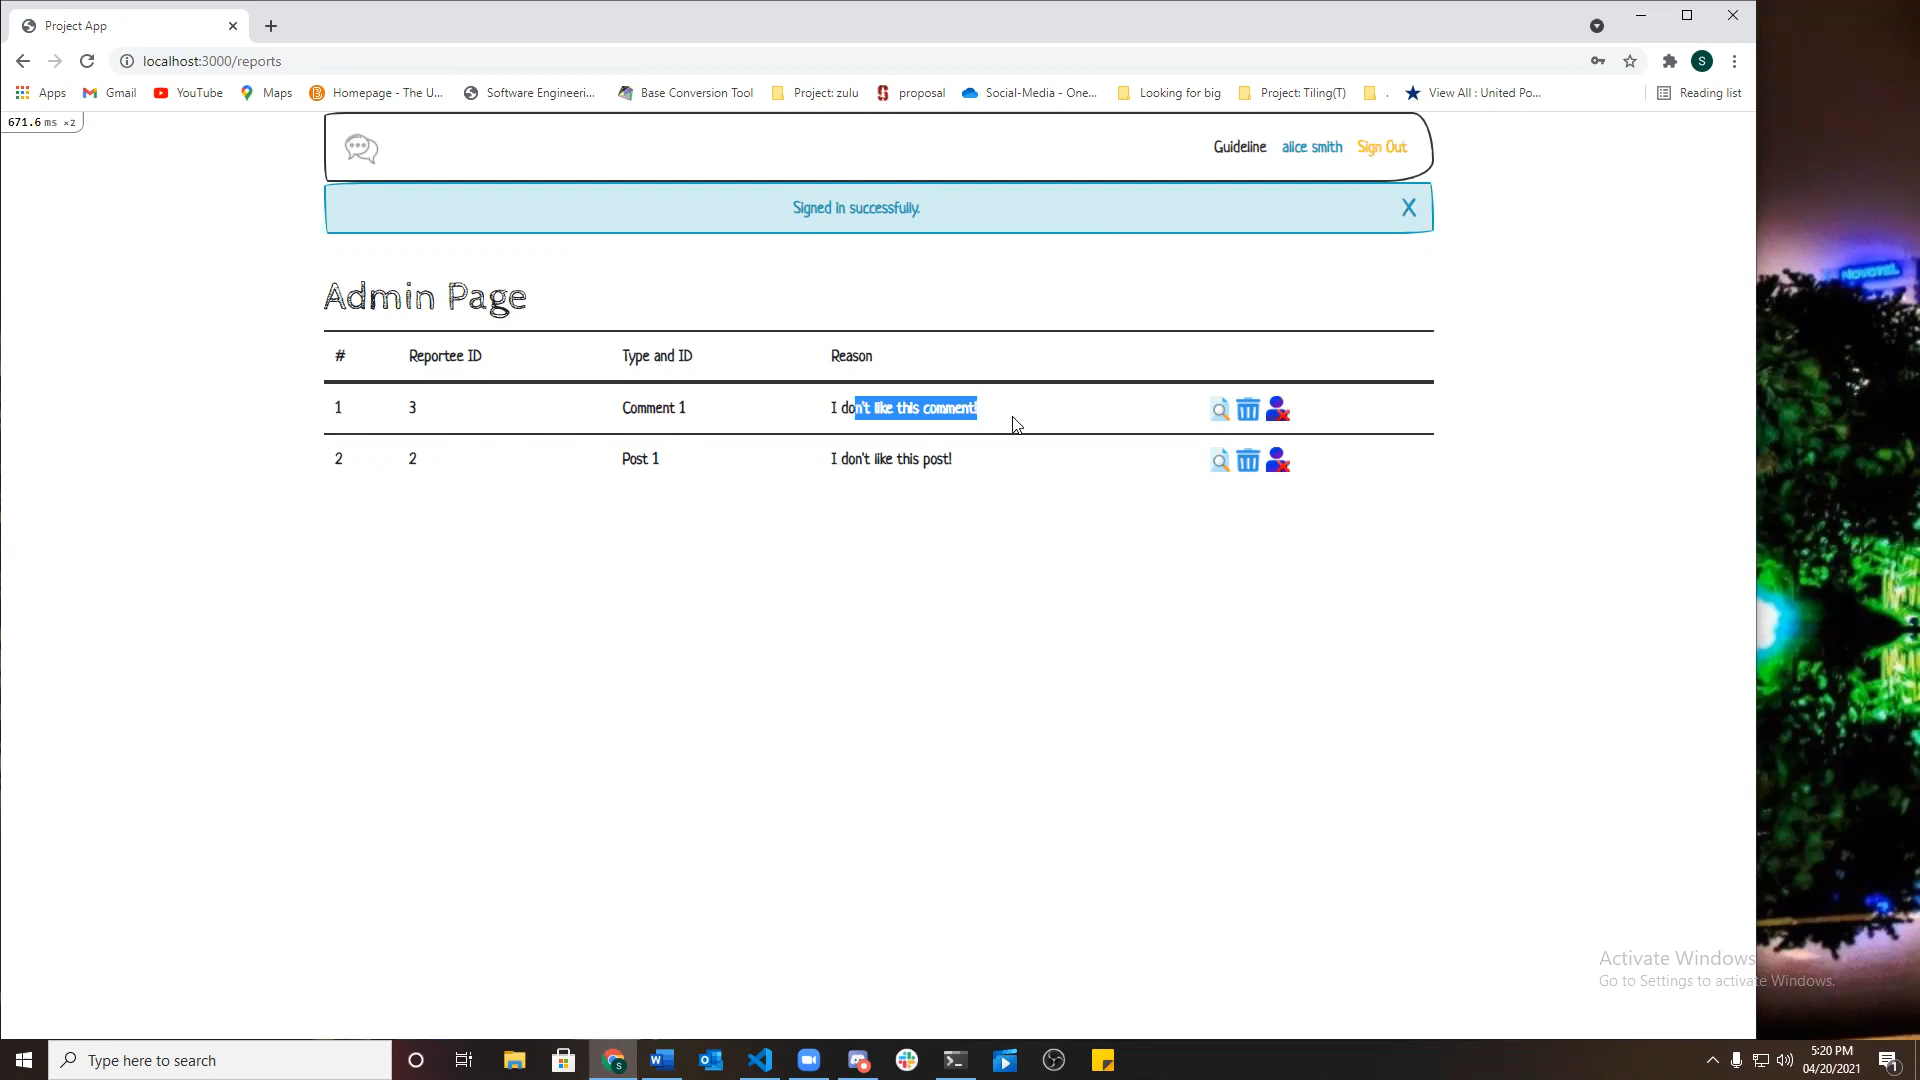 Project App
localhost:3000/reports
S
Apps
Gmail
YouTube
Maps
Homepage - The U...
Software Engineeri...
Base Conversion Tool
Project: zulu
proposal
Social-Media - One...
Looking for big
Project: Tiling(T)
.
View All : United Po...
Reading list
671.6 ms ×2
Guideline
alice smith
Sign Out
Signed in successfully.
X
Admin Page
# Reportee ID Type and ID Reason
1 3 Comment 1 I don't like this comment!
2 2 Post 1 I don't like this post!
NOVOTEL
Activate Windows
Go to Settings to activate Windows.
Type here to search
5:20 PM
04/20/2021
1